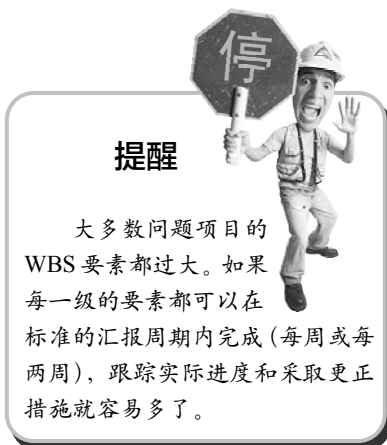 停
提醒
大多数问题项目的
WBS 要素都过大。如果
每一级的要素都可以在
标准的汇报周期内完成（每周或每
两周），跟踪实际进度和采取更正
措施就容易多了。